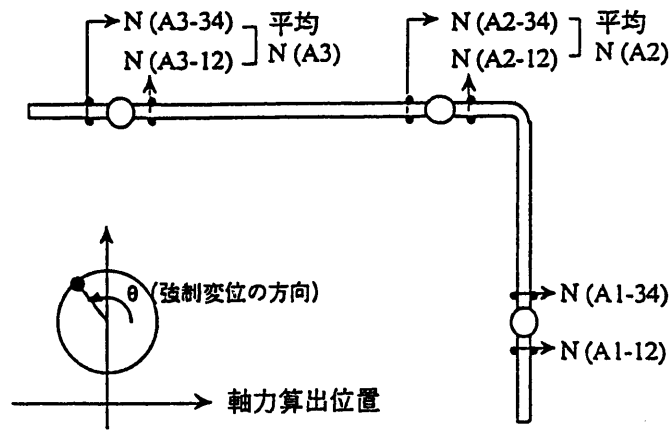 N (A3-34)
平均
N (A3)
N (A3-12)
N (A2-34)
平均
N (A2)
N (A2-12)
θ (強制変位の方向)
N (A1-34)
N (A1-12)
軸力算出位置